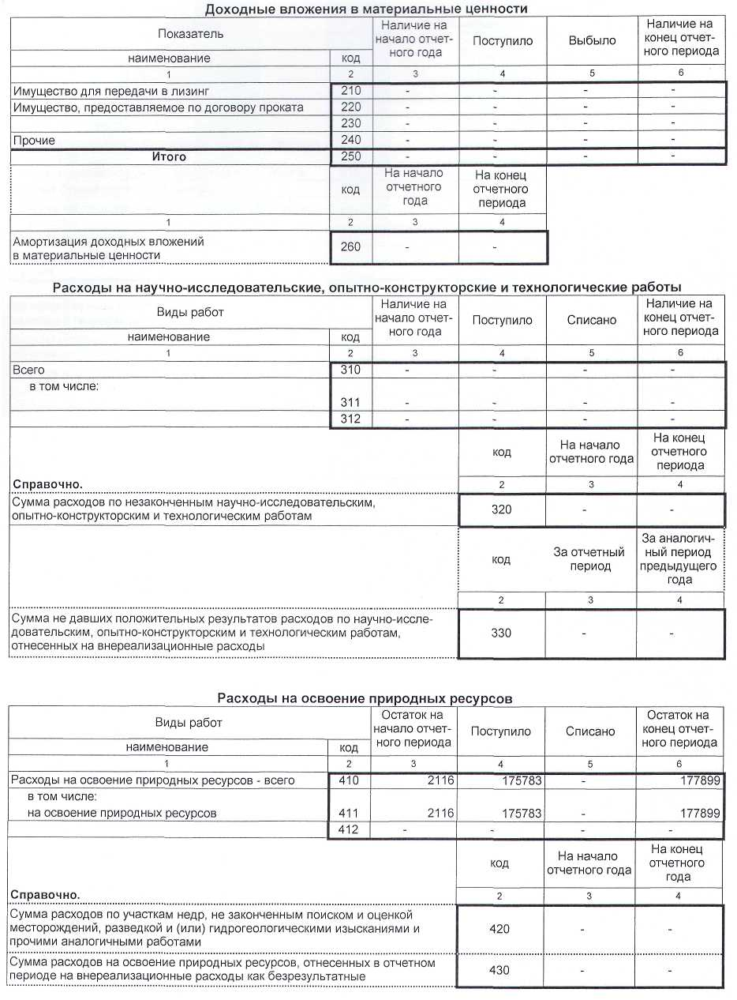 Доходные вложения в материальные ценности
Показатель
Наличие на
начало отчет-
ного года
Поступило
Выбыло
Наличие на
конец отчет-
ного периода
наименование
код
1
2
3
4
5
6
Имущество для передачи в лизинг 210 - - - -
Имущество, предоставляемое по договору проката 220 - - - -
230 - - - -
Прочие 240 - - - -
Итого 250 - - - -
код
На начало
отчетного
года
На конец
отчетного
периода
1
2
3
4
Амортизация доходных вложений
в материальные ценности
260 - -
Расходы на научно-исследовательские, опытно-конструкторские и технологические работы
Виды работ
Наличие на
начало отчет-
ного года
Поступило
Списано
Наличие на
конец отчет-
ного периода
наименование
код
1
2
3
4
5
6
Всего 310 - - - -
в том числе:
311 - - - -
312 - - - -
код
На начало
отчетного года
На конец
отчетного
периода
Справочно.
2
3
4
Сумма расходов по незаконченным научно-исследовательским,
опытно-конструкторским и технологическим работам
320 - -
код
За отчетный
период
За аналогич-
ный период
предыдущего
года
2
3
4
Сумма не давших положительных результатов расходов по научно-иссле-
довательским, опытно-конструкторским и технологическим работам,
отнесенных на внереализационные расходы
330 - -
Расходы на освоение природных ресурсов
Виды работ
Остаток на
начало отчет-
ного периода
Поступило
Списано
Остаток на
конец отчет-
ного периода
наименование
код
1
2
3
4
5
6
Расходы на освоение природных ресурсов - всего 410 2116 175783 - 177899
в том числе:
на освоение природных ресурсов 411 2116 175783 - 177899
412 - - - -
код
На начало
отчетного года
На конец
отчетного
года
Справочно.
2
3
4
Сумма расходов по участкам недр, не законченным поиском и оценкой
месторождений, разведкой и (или) гидрогеологическими изысканиями и
прочими аналогичными работами
420 - -
Сумма расходов на освоение природных ресурсов, отнесенных в отчетном
периоде на внереализационные расходы как безрезультатные
430 - -